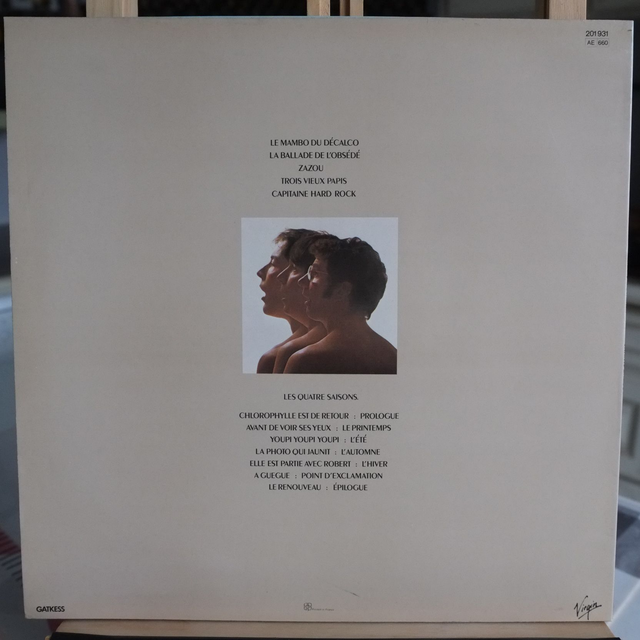 201 931
AE 660
LE MAMBO DU DÉCALCO
LA BALLADE DE L'OBSÉDÉ
ZAZOU
TROIS VIEUX PAPIS
CAPITAINE HARD ROCK
LES QUATRE SAISONS.
CHLOROPHYLLE EST DE RETOUR : PROLOGUE
AVANT DE VOIR SES YEUX : LE PRINTEMPS
YOUPI YOUPI YOUPI : L'ÉTÉ
LA PHOTO QUI JAUNIT : L'AUTOMNE
ELLE EST PARTIE AVEC ROBERT : L'HIVER
A GUEGUE : POINT D'EXCLAMATION
LE RENOUVEAU : ÉPILOGUE
GATKESS
Virgin